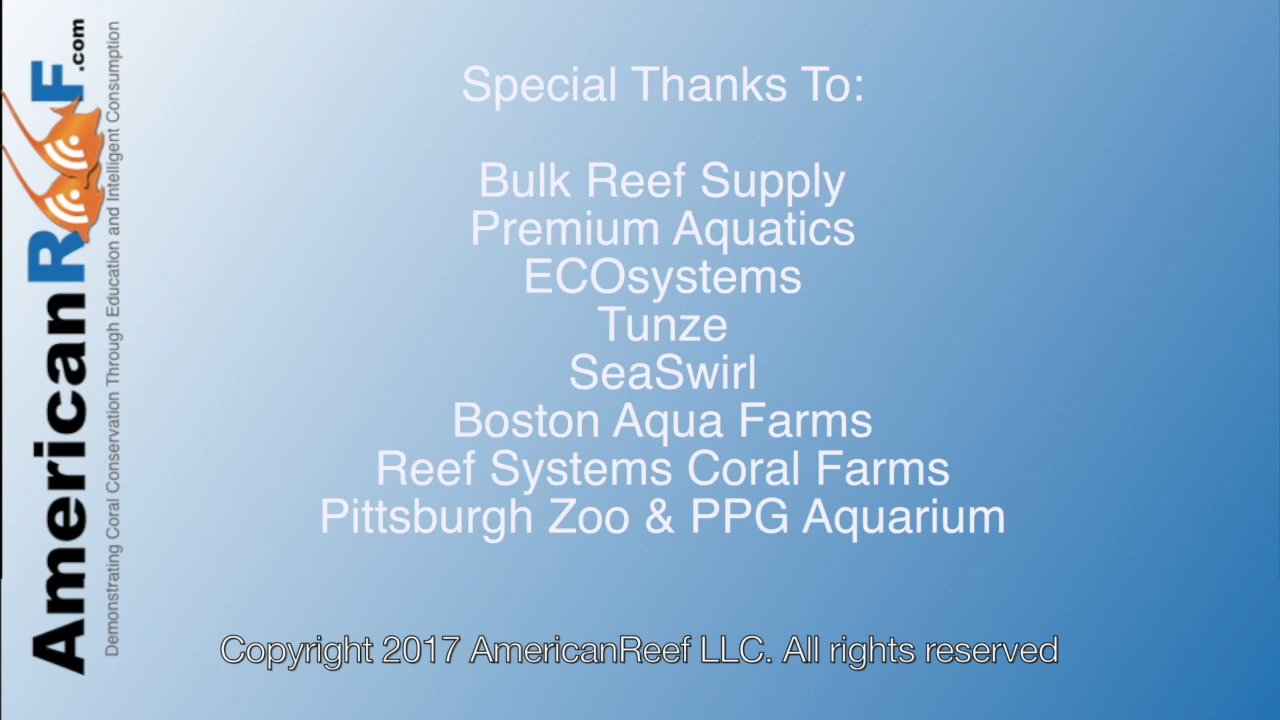 AmericanReeF.com
Demonstrating Coral Conservation Through Education and Intelligent Consumption
Special Thanks To:
Bulk Reef Supply
Premium Aquatics
ECOsystems
Tunze
SeaSwirl
Boston Aqua Farms
Reef Systems Coral Farms
Pittsburgh Zoo & PPG Aquarium
Copyright 2017 AmericanReef LLC. All rights reserved